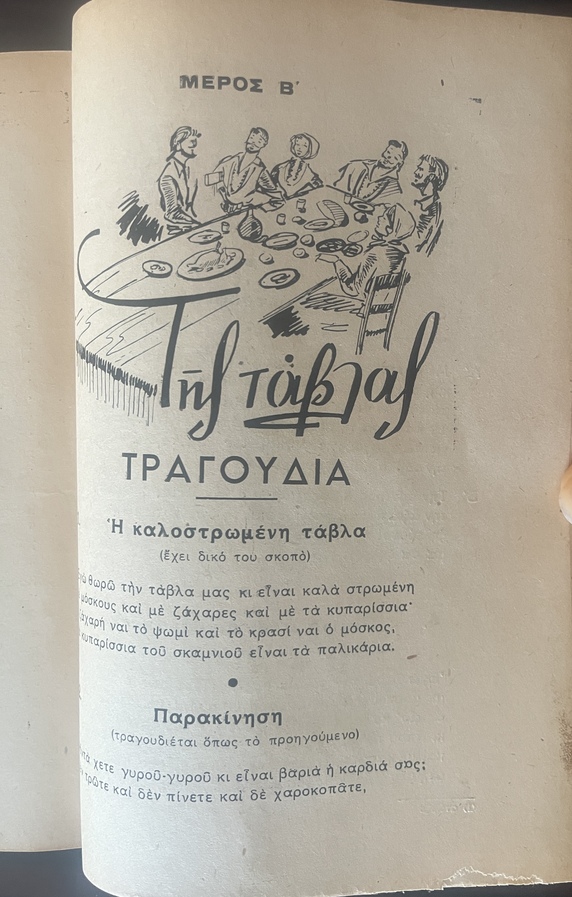 ΜΕΡΟΣ Β΄
Τῆς τάβλας
ΤΡΑΓΟΥΔΙΑ
Ἡ καλοστρωμένη τάβλα
(ἔχει δικό του σκοπὸ)
θωρῶ τὴν τάβλα μας κι εἶναι καλὰ στρωμένη
μόσκους καὶ μὲ ζάχαρες καὶ μὲ τὰ κυπαρίσσια·
ναι τὸ ψωμὶ καὶ τὸ κρασί ναι ὁ μόσκος,
κυπαρίσσια τοῦ σκαμνιοῦ εἶναι τὰ παλικάρια.
Παρακίνηση
(τραγουδιέται ὅπως τὸ προηγούμενο)
χετε γυροῦ-γυροῦ κι εἶναι βαριὰ ἡ καρδιά σας;
τρῶτε καὶ δὲν πίνετε καὶ δὲ χαροκοπᾶτε,